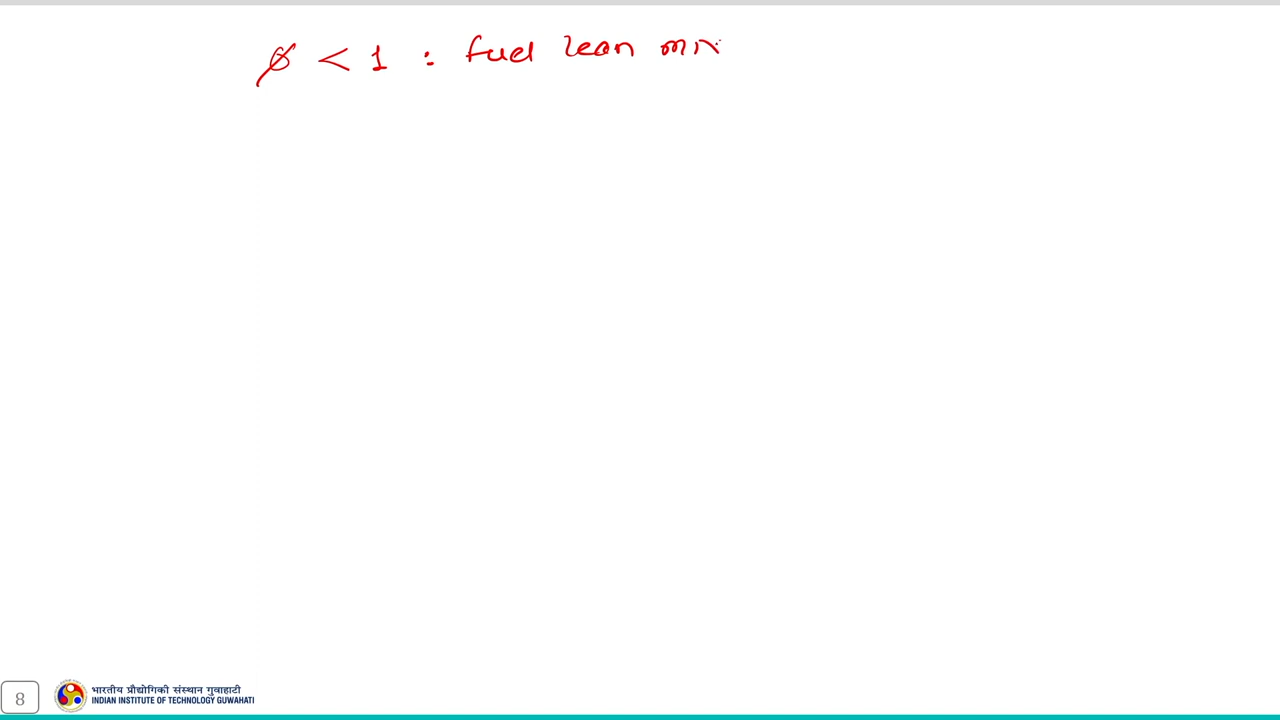 ϕ < 1 : fuel lean mix
8
भारतीय प्रौद्योगिकी संस्थान गुवाहाटी
INDIAN INSTITUTE OF TECHNOLOGY GUWAHATI